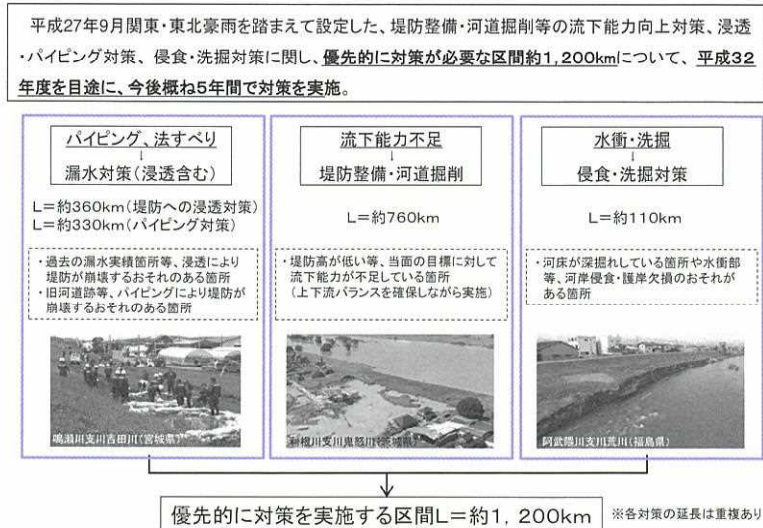 平成27年9月関東・東北豪雨を踏まえて設定した、堤防整備・河道掘削等の流下能力向上対策、浸透
・パイピング対策、侵食・洗掘対策に関し、優先的に対策が必要な区間約1,200kmについて、平成32
年度を目途に、今後概ね5年間で対策を実施。
パイピング、法すべり
↓
漏水対策(浸透含む)
L=約360km(堤防への浸透対策)
L=約330km(パイピング対策)
・過去の漏水実績箇所等、浸透により
堤防が崩壊するおそれのある箇所
・旧河道跡等、パイピングにより堤防が
崩壊するおそれのある箇所
鳴瀬川支川吉田川(宮城県)
流下能力不足
↓
堤防整備・河道掘削
L=約760km
・堤防高が低い等、当面の目標に対して
流下能力が不足している箇所
(上下流バランスを確保しながら実施)
利根川支川鬼怒川(茨城県)
水衝・洗掘
↓
侵食・洗掘対策
L=約110km
・河床が深掘れしている箇所や水衝部
等、河岸侵食・護岸欠損のおそれ
がある箇所
阿武隈川支川荒川(福島県)
優先的に対策を実施する区間L=約1, 200km
※各対策の延長は重複あり